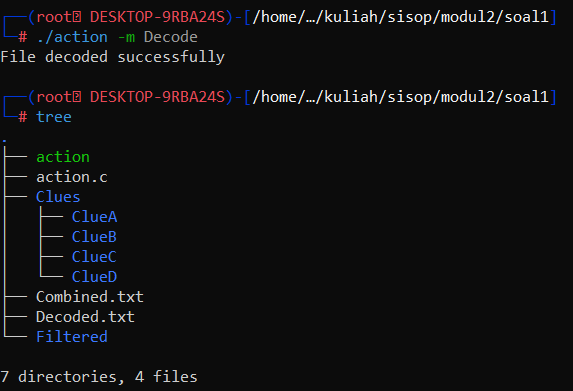 ┌──(root㉿ DESKTOP-9RBA24S)-[/home/…/kuliah/sisop/modul2/soal1]
└─# ./action -m Decode
File decoded successfully
┌──(root㉿ DESKTOP-9RBA24S)-[/home/…/kuliah/sisop/modul2/soal1]
└─# tree
.
├── action
├── action.c
├── Clues
│   ├── ClueA
│   ├── ClueB
│   ├── ClueC
│   └── ClueD
├── Combined.txt
├── Decoded.txt
└── Filtered
7 directories, 4 files